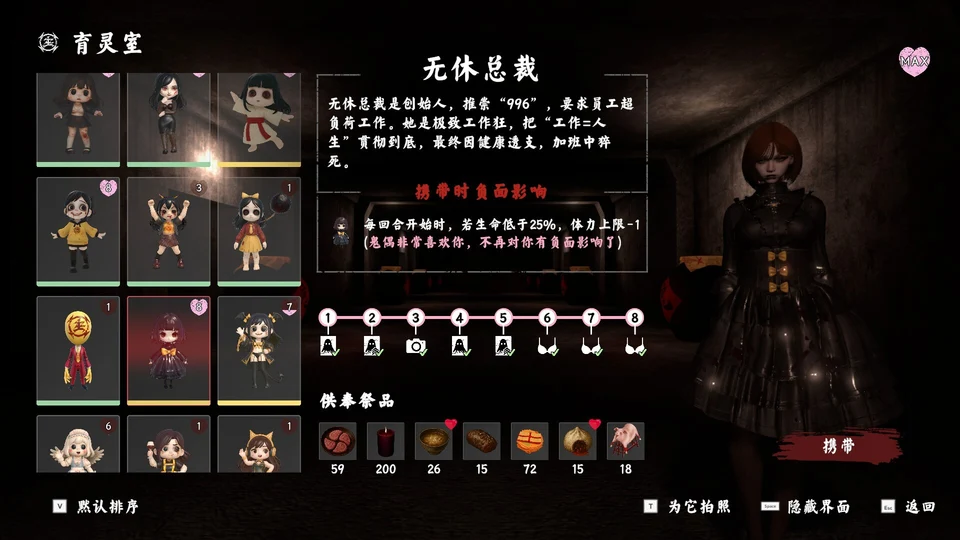 育灵室
MAX
无休总裁
无休总裁是创始人，推崇“996”，要求员工超
负荷工作。她是极致工作狂，把“工作=人
生”贯彻到底，最终因健康透支，加班中猝
死。
携带时负面影响
每回合开始时，若生命低于25%，体力上限-1
(鬼偶非常喜欢你，不再对你有负面影响了)
8
3
1
1
8
7
6
1
1
1 2 3 4 5 6 7 8
供奉祭品
59 200 26 15 72 15 18
携带
V 默认排序
T 为它拍照
Space 隐藏界面
Esc 返回